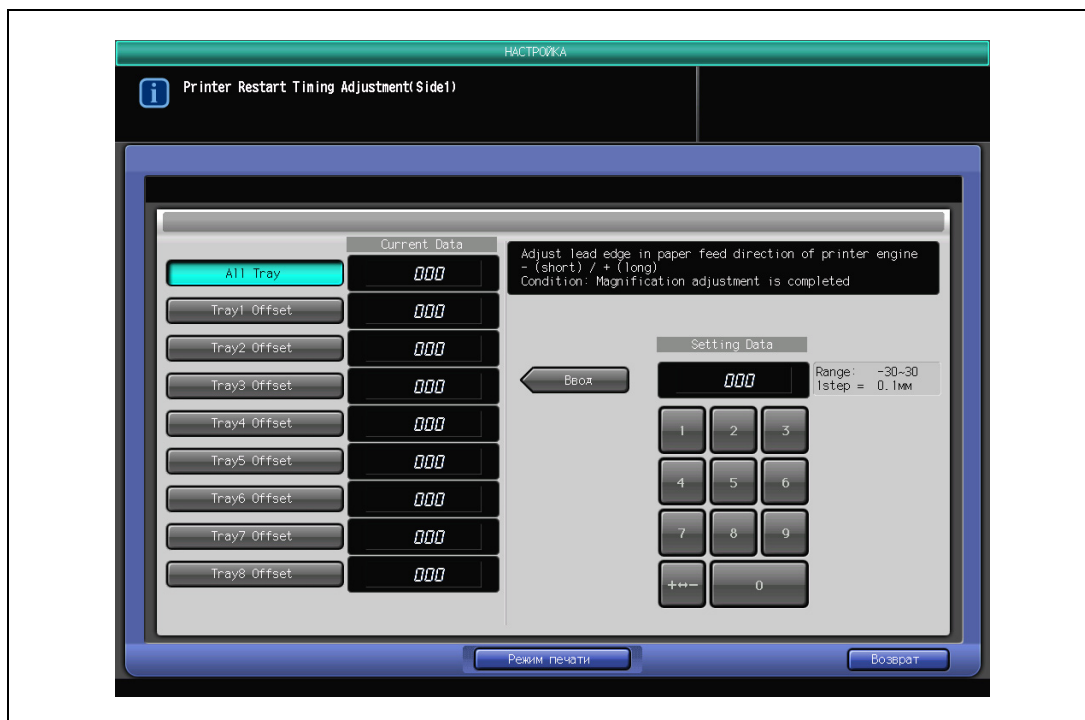 НАСТРОЙКА
Printer Restart Timing Adjustment(Side1)
Current Data
All Tray 000
Tray1 Offset 000
Tray2 Offset 000
Tray3 Offset 000
Tray4 Offset 000
Tray5 Offset 000
Tray6 Offset 000
Tray7 Offset 000
Tray8 Offset 000
Adjust lead edge in paper feed direction of printer engine
- (short) / + (long)
Condition: Magnification adjustment is completed
Setting Data
Ввод
000
Range: -30~30
1step = 0.1мм
1 2 3
4 5 6
7 8 9
+↔- 0
Режим печати
Возврат